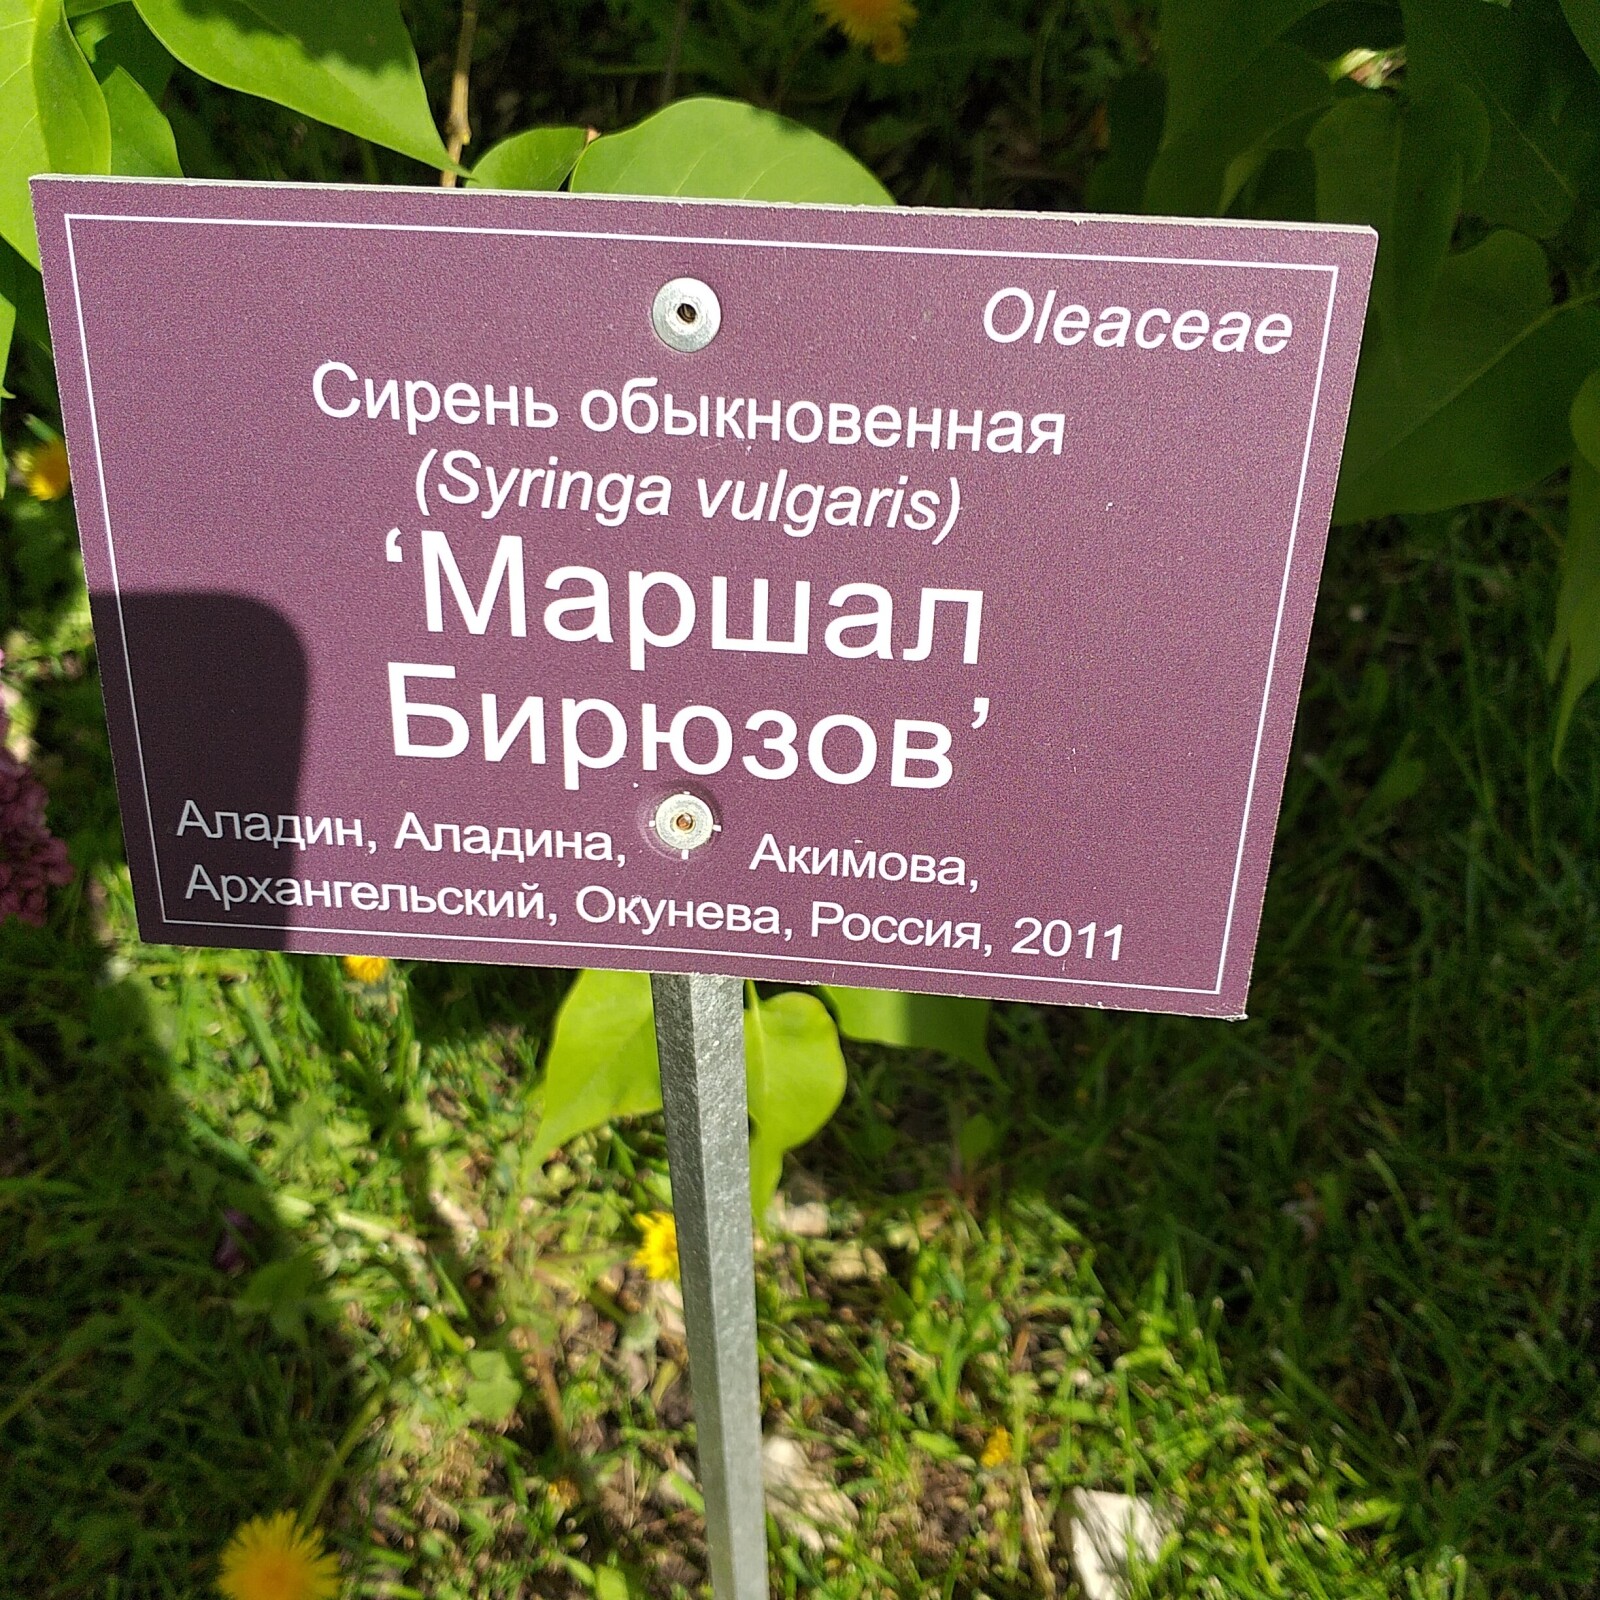 Oleaceae
Сирень обыкновенная
(Syringa vulgaris)
‘Маршал
Бирюзов’
Аладин, Аладина, Акимова,
Архангельский, Окунева, Россия, 2011